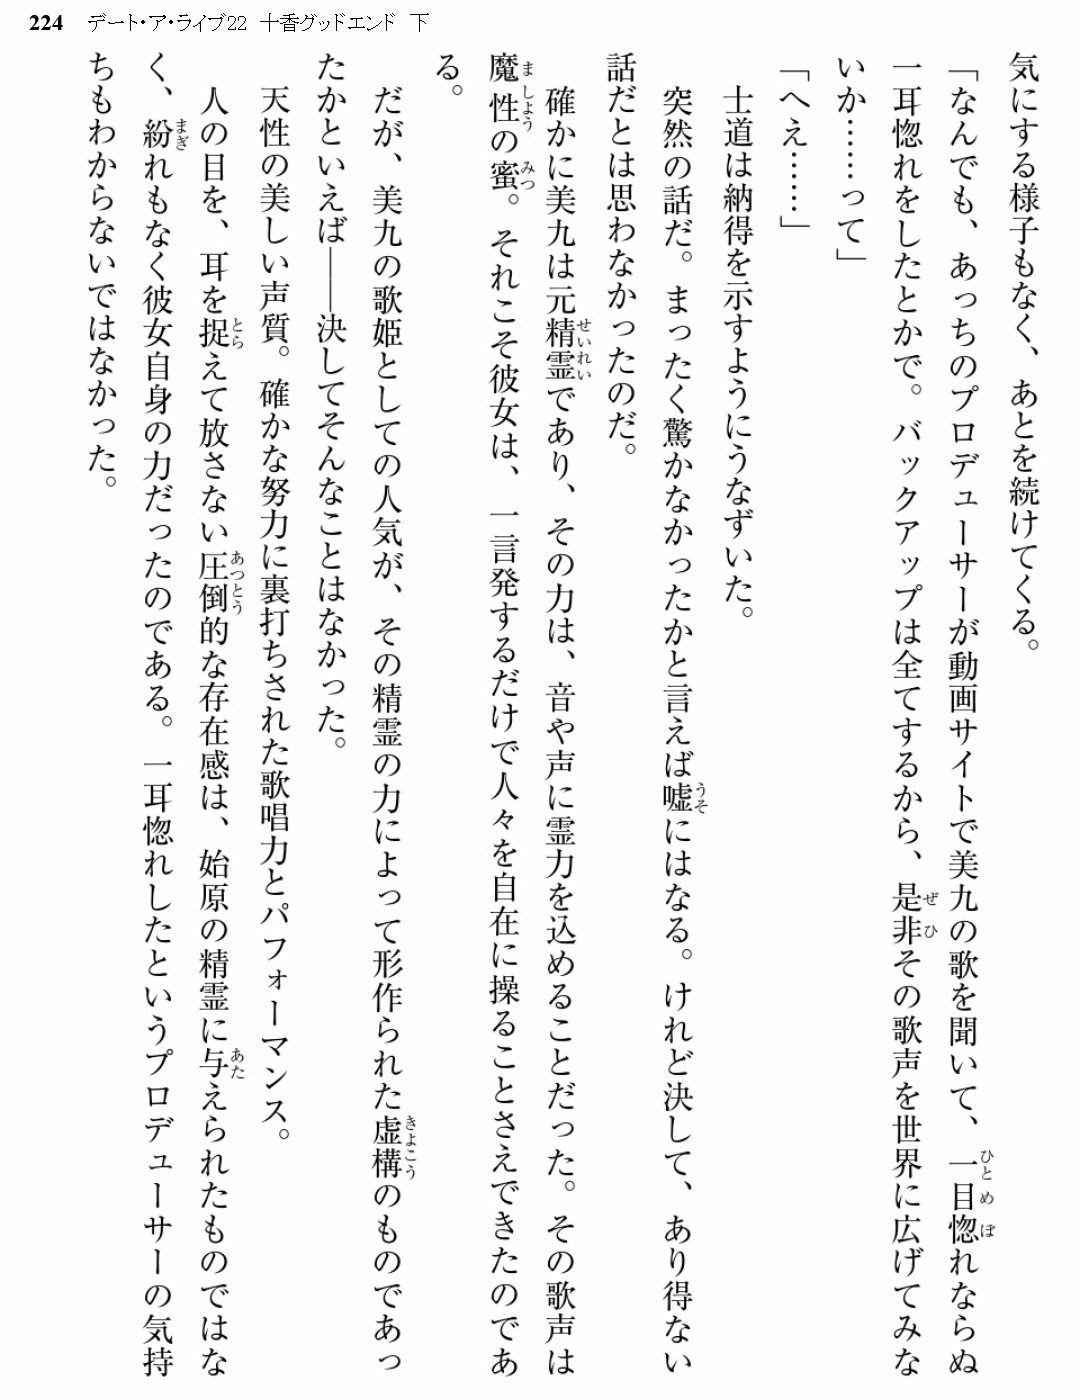 224 デート・ア・ライブ22 十香グッドエンド 下
気にする様子もなく、あとを続けてくる。
「なんでも、あっちのプロデューサーが動画サイトで美九の歌を聞いて、一目惚れならぬ
一耳惚れをしたとかで。バックアップは全てするから、是非その歌声を世界に広げてみな
いか……って」
「へえ……」
士道は納得を示すようにうなずいた。
突然の話だ。まったく驚かなかったかと言えば嘘にはなる。けれど決して、あり得ない
話だとは思わなかったのだ。
確かに美九は元精霊であり、その力は、音や声に霊力を込めることだった。その歌声は
魔性の蜜。それこそ彼女は、一言発するだけで人々を自在に操ることさえできたのであ
る。
だが、美九の歌姫としての人気が、その精霊の力によって形作られた虚構のものであっ
たかといえば――決してそんなことはなかった。
天性の美しい声質。確かな努力に裏打ちされた歌唱力とパフォーマンス。
人の目を、耳を捉えて放さない圧倒的な存在感は、始原の精霊に与えられたものではな
く、紛れもなく彼女自身の力だったのである。一耳惚れしたというプロデューサーの気持
ちもわからないではなかった。